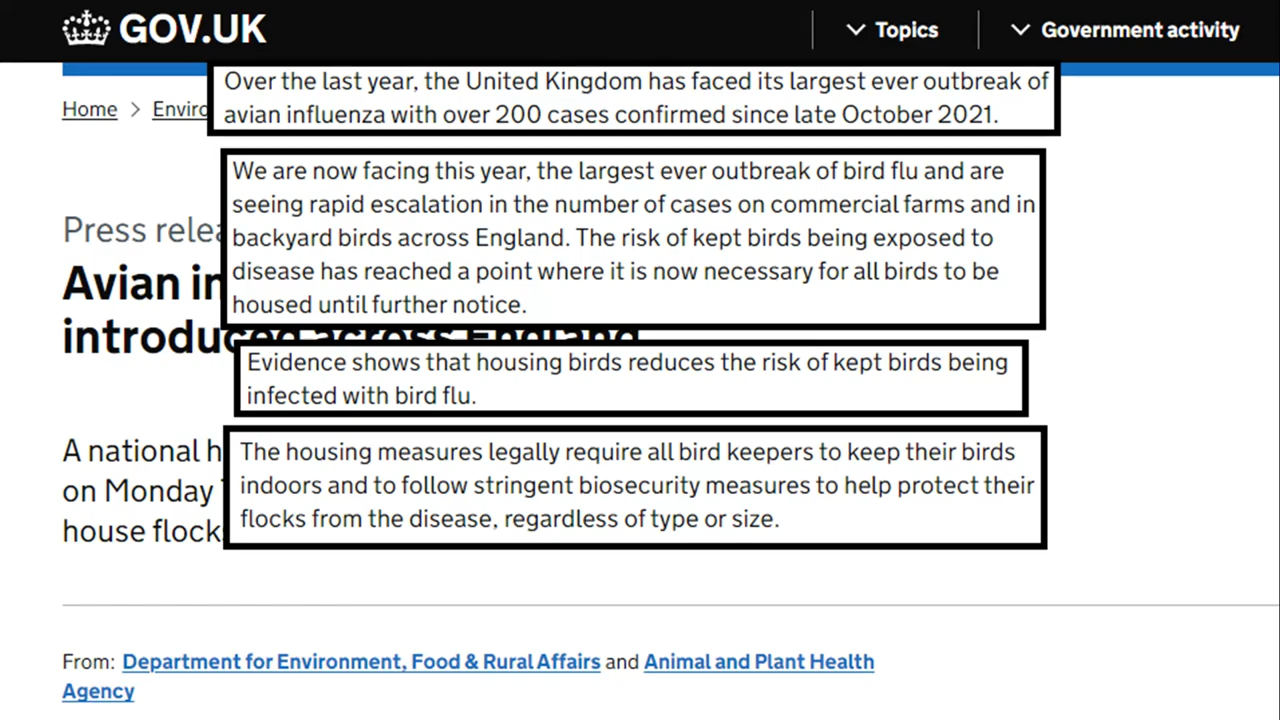 GOV.UK
Topics
Government activity
Over the last year, the United Kingdom has faced its largest ever outbreak of
avian influenza with over 200 cases confirmed since late October 2021.
Home
We are now facing this year, the largest ever outbreak of bird flu and are
seeing rapid escalation in the number of cases on commercial farms and in
backyard birds across England. The risk of kept birds being exposed to
disease has reached a point where it is now necessary for all birds to be
housed until further notice.
Press
Avian
introduced across England
Evidence shows that housing birds reduces the risk of kept birds being
infected with bird flu.
The housing measures legally require all bird keepers to keep their birds
indoors and to follow stringent biosecurity measures to help protect their
flocks from the disease, regardless of type or size.
A national
on Monday
house
From: Department for Environment, Food & Rural Affairs and Animal and Plant Health
Agency